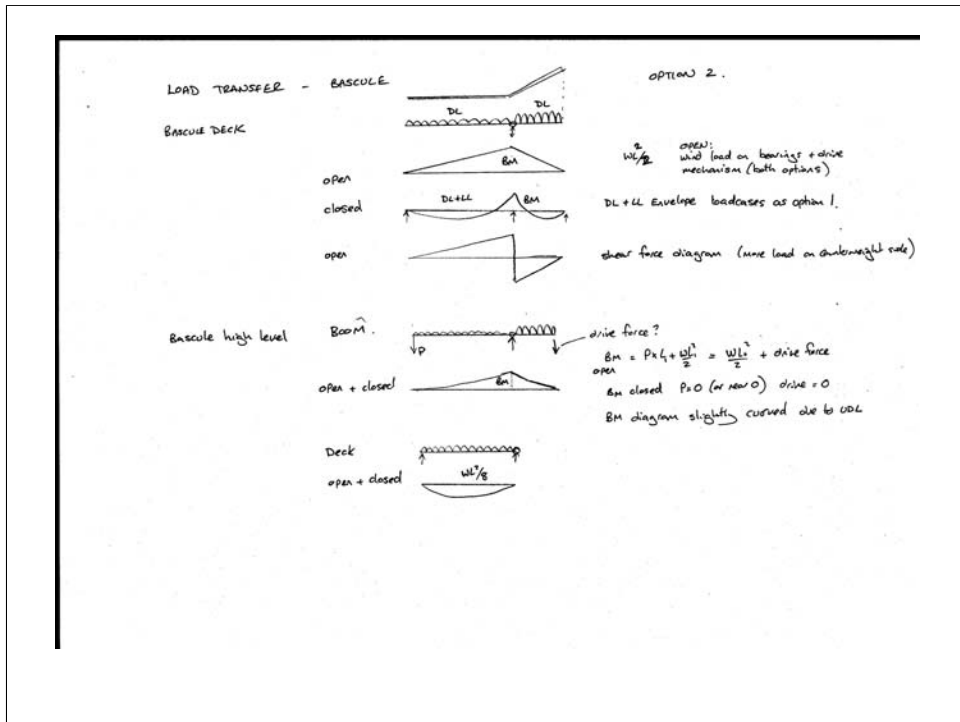 LOAD TRANSFER - BASCULE
OPTION 2.
DL DL
BASCULE DECK
BM
open
WL²/2
OPEN:
wind load on bearings + drive
mechanism (both options)
closed
DL+LL BM
DL + LL Envelope loadcases as option 1.
open
shear force diagram (more load on counterweight side)
Bascule high level BOOM.
P
drive force?
BM open = P x L₁ + WL₁²/2 = WL₂²/2 + drive force
open + closed
BM
BM closed P=0 (or near 0) drive = 0
BM diagram slightly curved due to UDL
Deck
open + closed
WL²/8